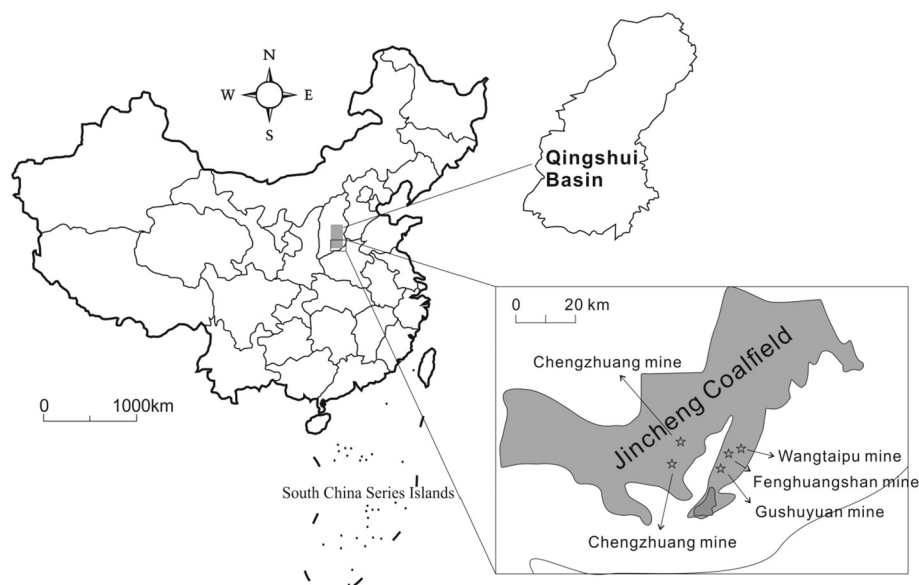 N
W E
S
Qingshui
Basin
0 20 km
Chengzhuang mine
Jincheng Coalfield
0 1000km
Wangtaipu mine
Fenghuangshan mine
South China Series Islands
Gushuyuan mine
Chengzhuang mine